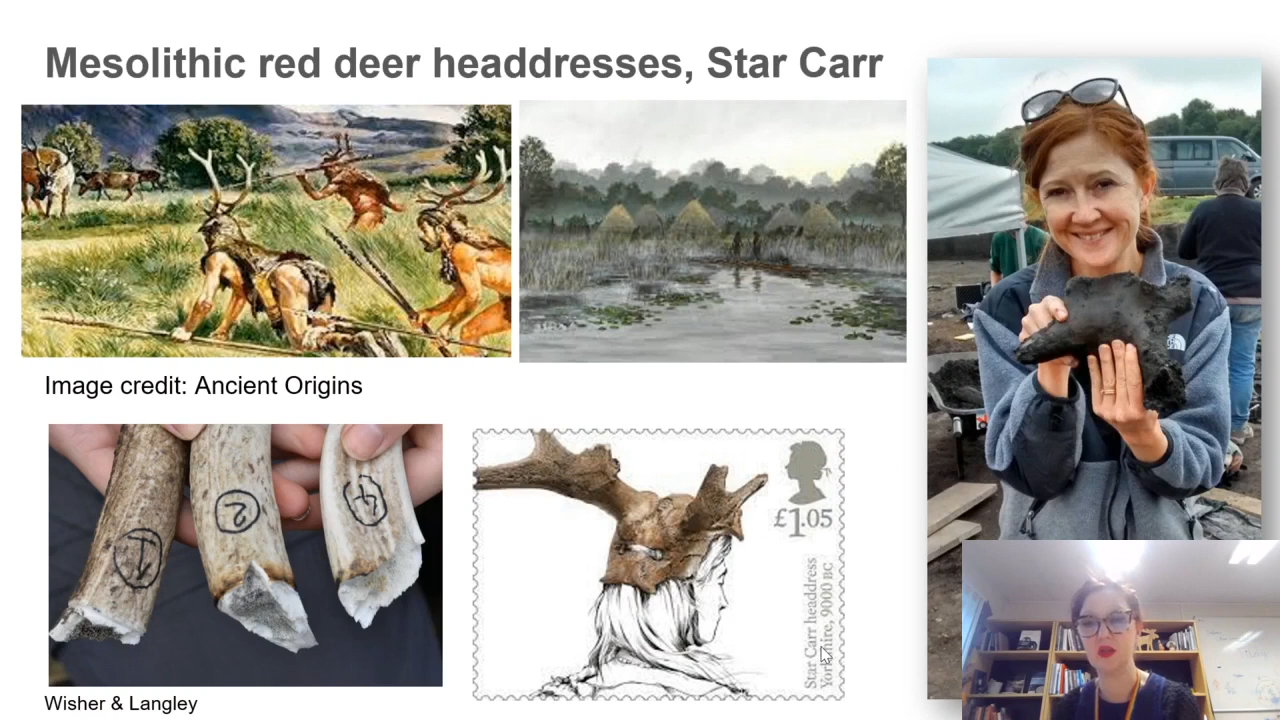 Mesolithic red deer headdresses, Star Carr
Image credit: Ancient Origins
1
2
4
£1.05
Star Carr headdress
Yorkshire, 9000 BC
Wisher & Langley